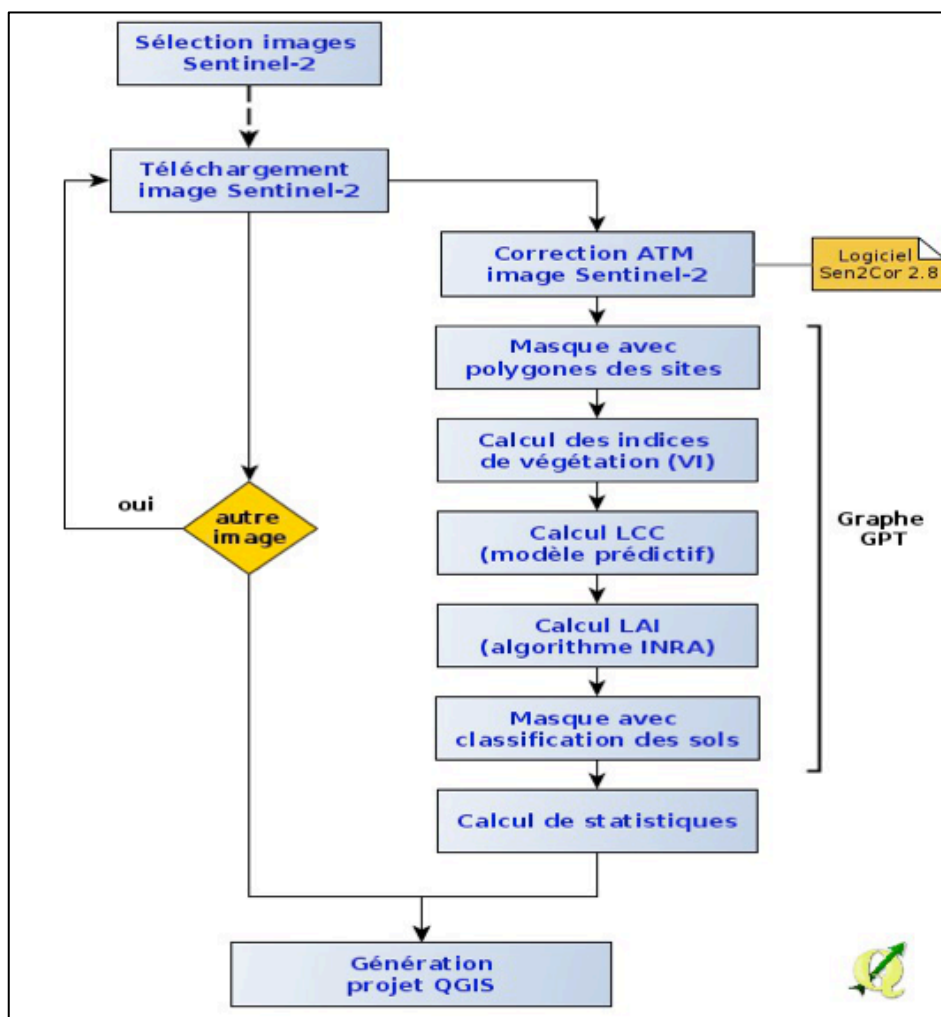 Sélection images
Sentinel-2
Téléchargement
image Sentinel-2
Correction ATM
image Sentinel-2
Logiciel
Sen2Cor 2.8
Masque avec
polygones des sites
Calcul des indices
de végétation (VI)
oui
autre
image
Calcul LCC
(modèle prédictif)
Graphe
GPT
Calcul LAI
(algorithme INRA)
Masque avec
classification des sols
Calcul de statistiques
Génération
projet QGIS